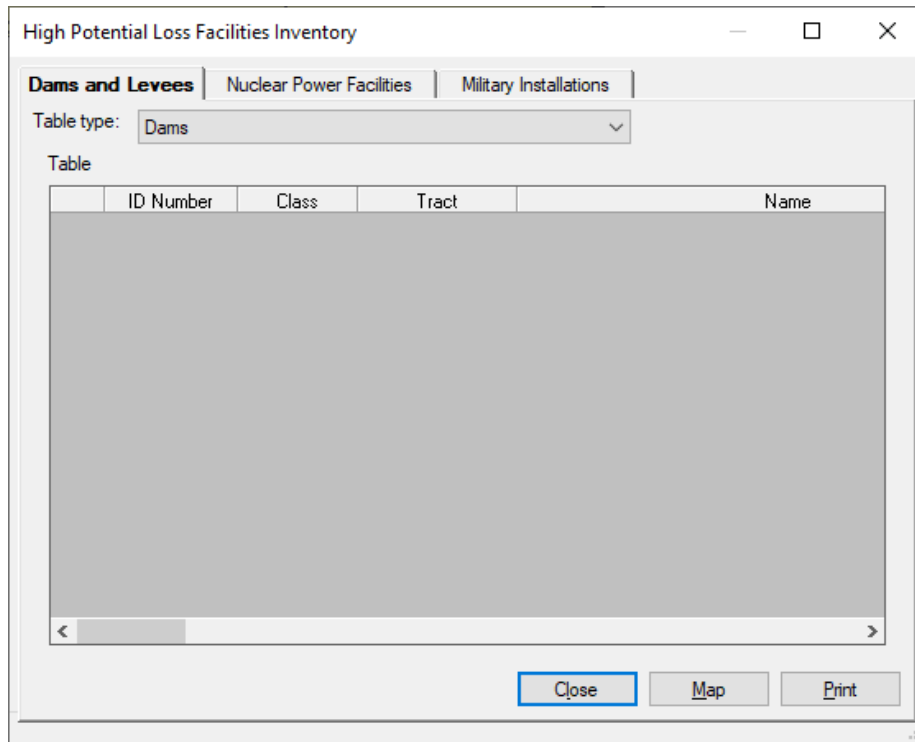 High Potential Loss Facilities Inventory
Dams and Levees Nuclear Power Facilities Military Installations
Table type: Dams
Table
ID Number Class Tract Name
Close Map Print